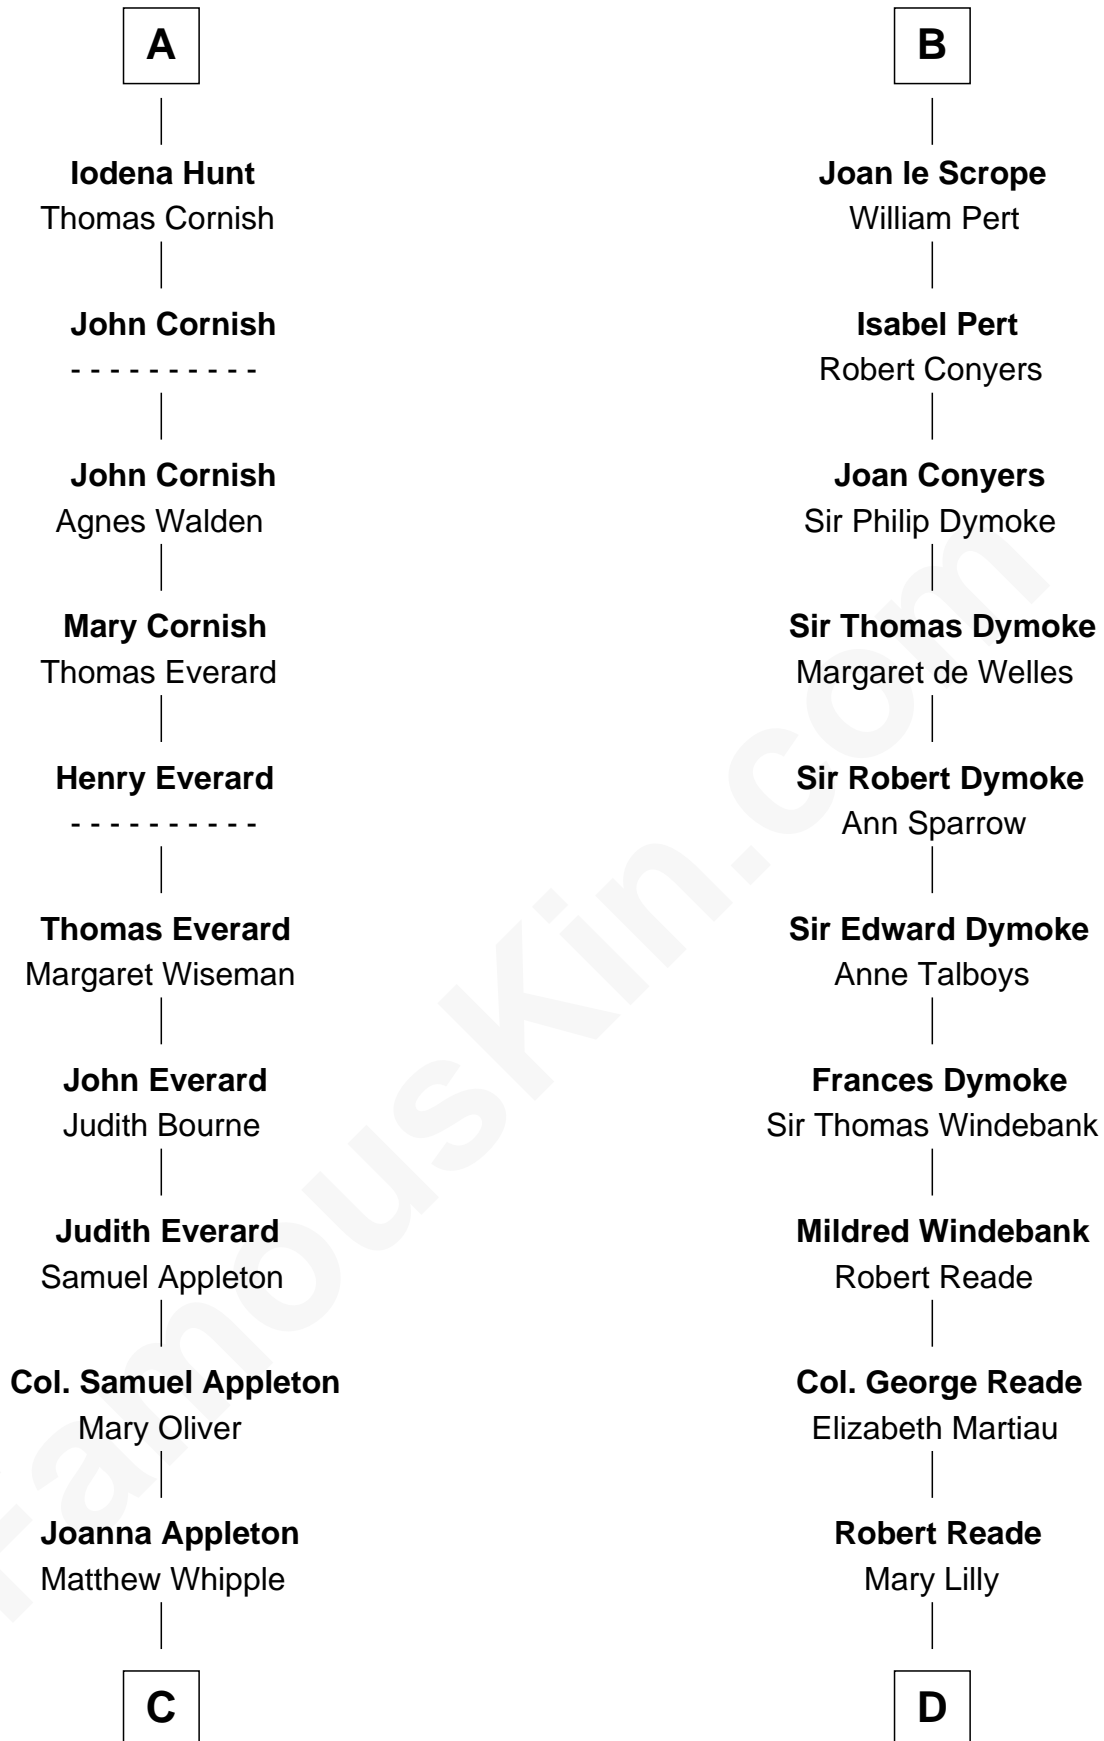 A
Iodena Hunt
Thomas Cornish
John Cornish
- - - - - - - - - -
John Cornish
Agnes Walden
Mary Cornish
Thomas Everard
Henry Everard
- - - - - - - - - -
Thomas Everard
Margaret Wiseman
John Everard
Judith Bourne
Judith Everard
Samuel Appleton
Col. Samuel Appleton
Mary Oliver
Joanna Appleton
Matthew Whipple
C
B
Joan le Scrope
William Pert
Isabel Pert
Robert Conyers
Joan Conyers
Sir Philip Dymoke
Sir Thomas Dymoke
Margaret de Welles
Sir Robert Dymoke
Ann Sparrow
Sir Edward Dymoke
Anne Talboys
Frances Dymoke
Sir Thomas Windebank
Mildred Windebank
Robert Reade
Col. George Reade
Elizabeth Martiau
Robert Reade
Mary Lilly
D
FamousKin.com